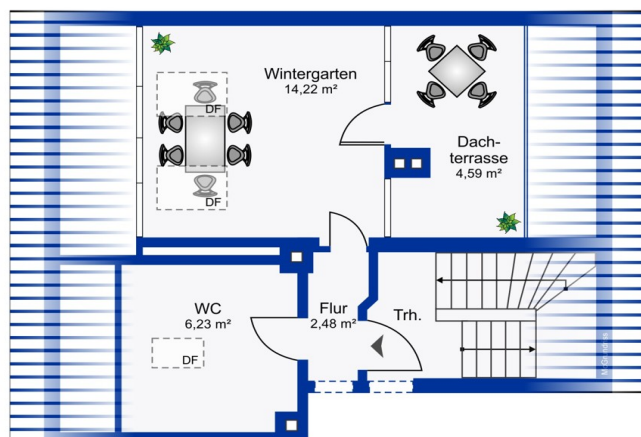 Wintergarten
14,22 m²
DF
Dach-
terrasse
4,59 m²
DF
WC
6,23 m²
Flur
2,48 m²
Trh.
DF